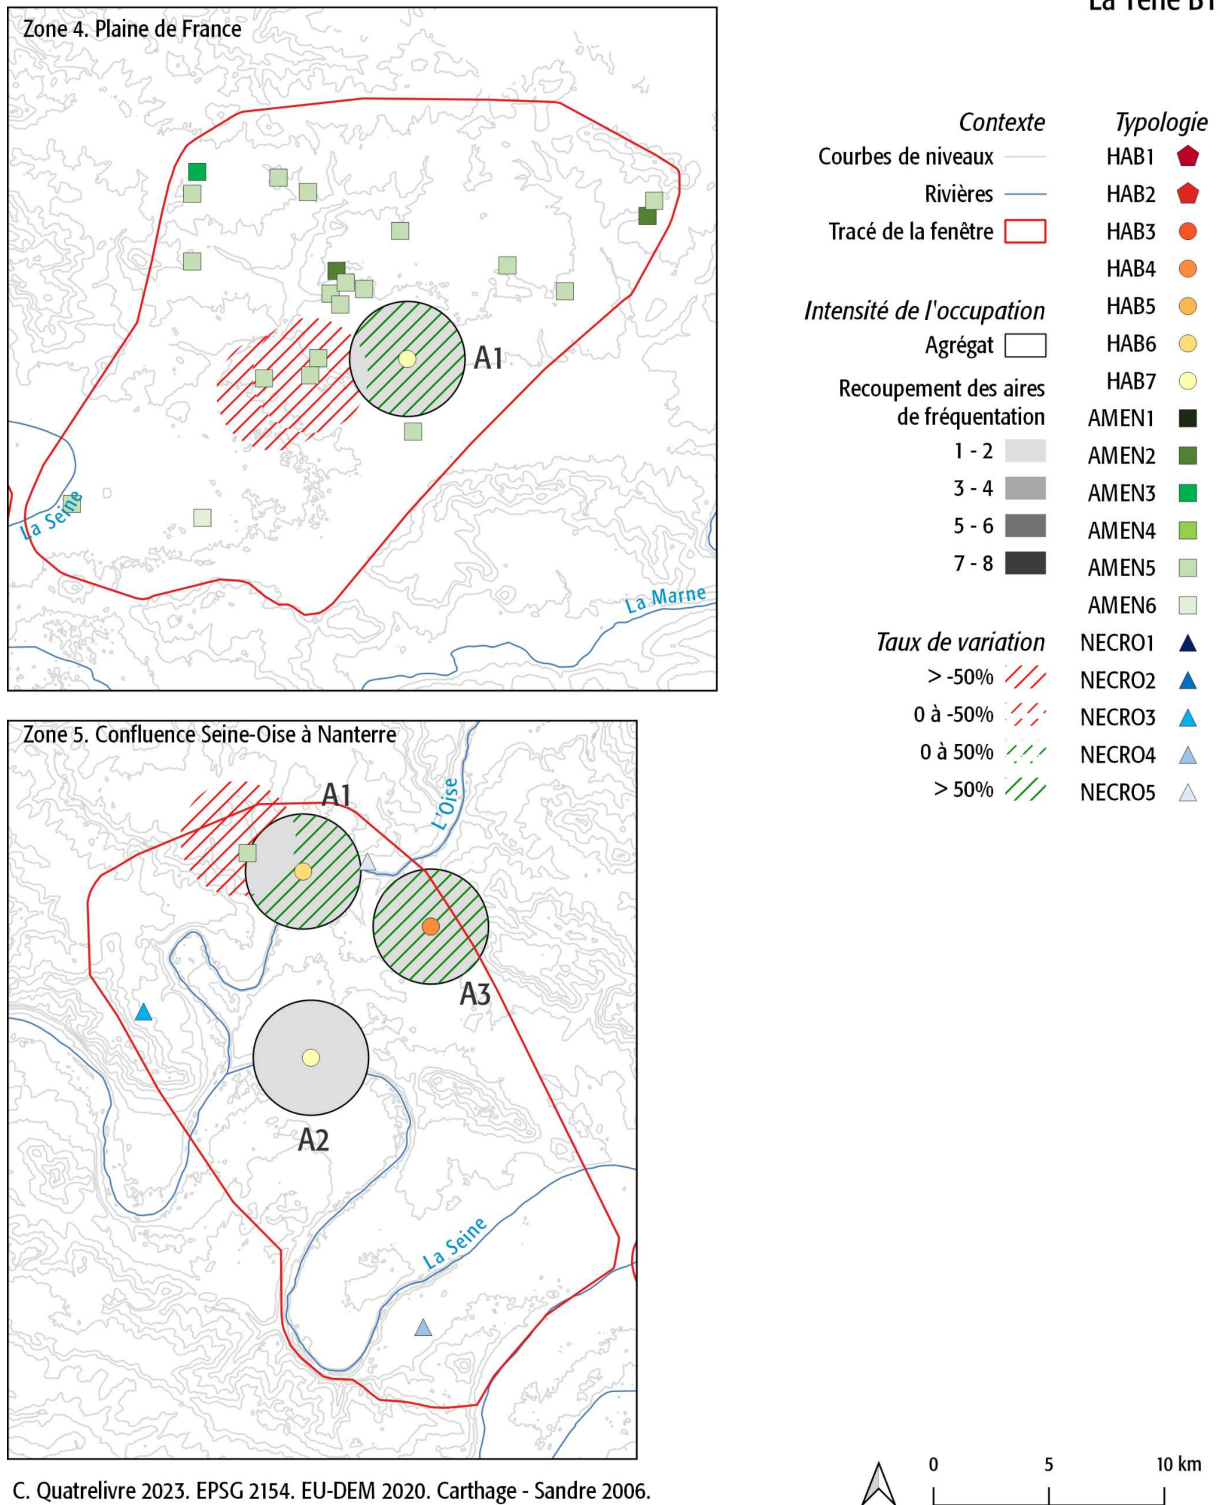 La Tène B1
Zone 4. Plaine de France
A1
La Seine
La Marne
Zone 5. Confluence Seine-Oise à Nanterre
A1
L'Oise
A3
A2
La Seine
Contexte
Courbes de niveaux
Rivières
Tracé de la fenêtre
Intensité de l'occupation
Agrégat
Recoupement des aires
de fréquentation
1 - 2
3 - 4
5 - 6
7 - 8
Taux de variation
> -50%
0 à -50%
0 à 50%
> 50%
Typologie
HAB1
HAB2
HAB3
HAB4
HAB5
HAB6
HAB7
AMEN1
AMEN2
AMEN3
AMEN4
AMEN5
AMEN6
NECRO1
NECRO2
NECRO3
NECRO4
NECRO5
C. Quatrelivre 2023. EPSG 2154. EU-DEM 2020. Carthage - Sandre 2006.
0 5 10 km